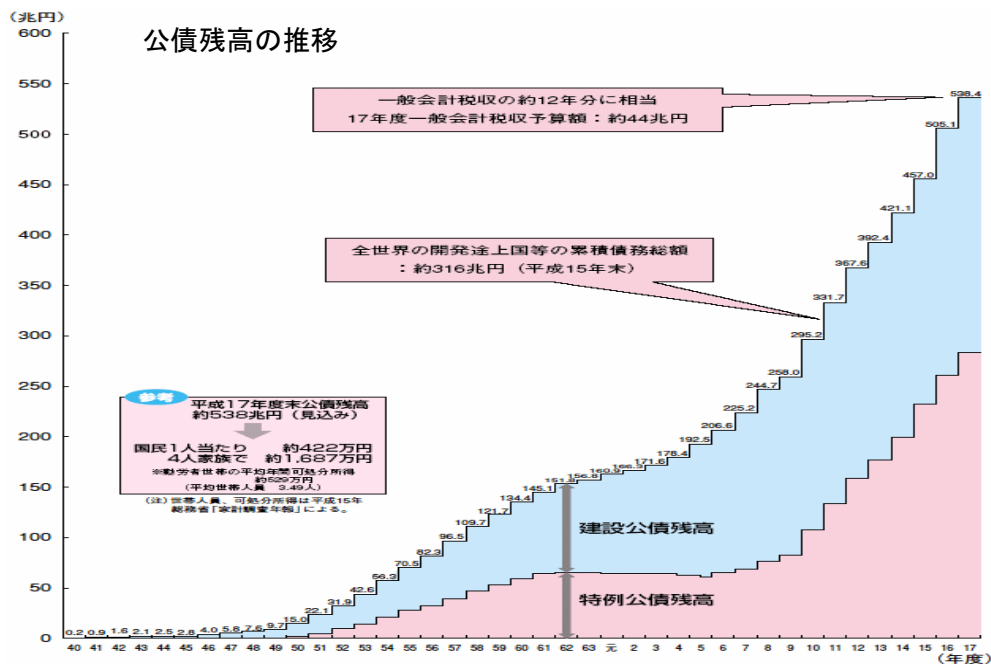 (兆円)
公債残高の推移
600
550
500
450
400
350
300
250
200
150
100
50
0
一般会計税収の約12年分に相当
17年度一般会計税収予算額:約44兆円
全世界の開発途上国等の累積債務総額
:約316兆円(平成15年末)
参考
平成17年度末公債残高
約538兆円(見込み)
国民1人当たり 約422万円
4人家族で 約1,687万円
※勤労者世帯の平均年間可処分所得
約529万円
(平均世帯人員 3.49人)
(注)世帯人員、可処分所得は平成15年
総務省「家計調査年報」による。
建設公債残高
特例公債残高
0.2 0.9 1.6 2.1 2.5 2.8 4.0 5.8 7.6 9.7 15.0 22.1 31.9 42.6 56.3 70.5 82.3 96.5 109.7 121.7 134.4 145.1 151.8 156.8 160.9 166.3 171.6 178.4 192.5 206.6 225.2 244.7 258.0 295.2 331.7 367.6 392.4 421.1 457.0 505.1 538.4
40 41 42 43 44 45 46 47 48 49 50 51 52 53 54 55 56 57 58 59 60 61 62 63 元 2 3 4 5 6 7 8 9 10 11 12 13 14 15 16 17
(年度)